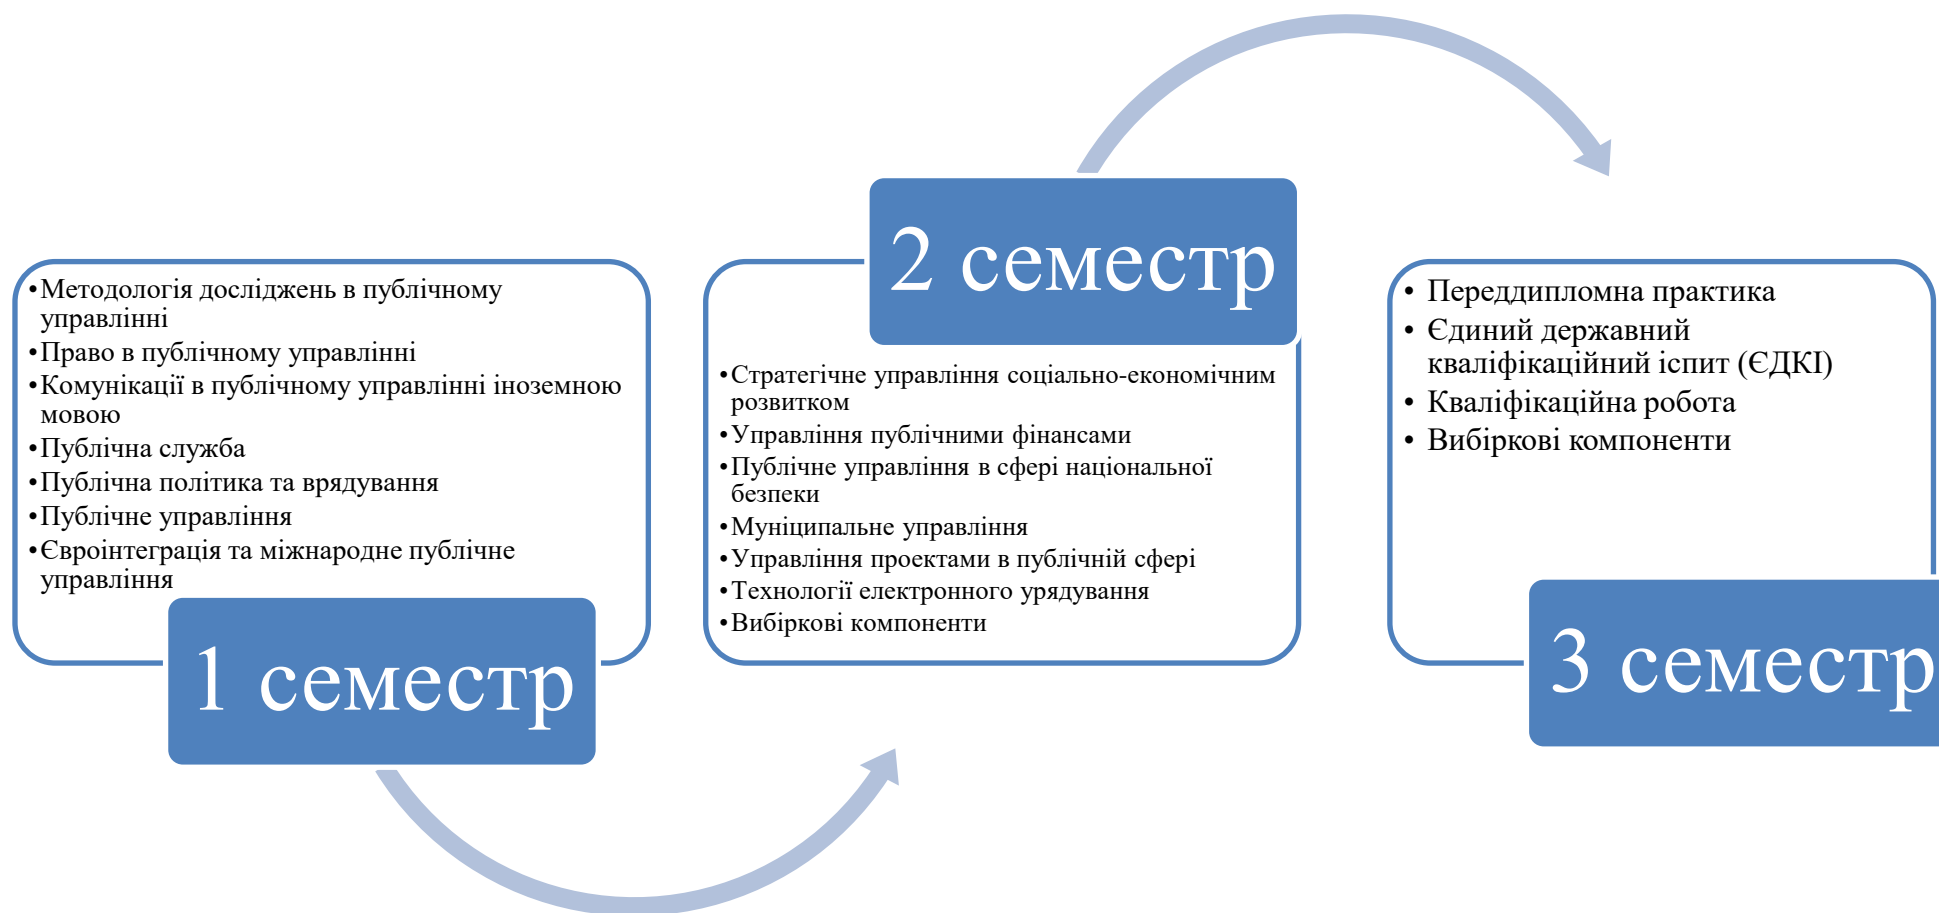 •Методологія досліджень в публічному
управлінні
•Право в публічному управлінні
•Комунікації в публічному управлінні іноземною
мовою
•Публічна служба
•Публічна політика та врядування
•Публічне управління
•Євроінтеграція та міжнародне публічне
управління
1 семестр
2 семестр
•Стратегічне управління соціально-економічним
розвитком
•Управління публічними фінансами
•Публічне управління в сфері національної
безпеки
•Муніципальне управління
•Управління проектами в публічній сфері
•Технології електронного урядування
•Вибіркові компоненти
• Переддипломна практика
• Єдиний державний
кваліфікаційний іспит (ЄДКІ)
• Кваліфікаційна робота
• Вибіркові компоненти
3 семестр